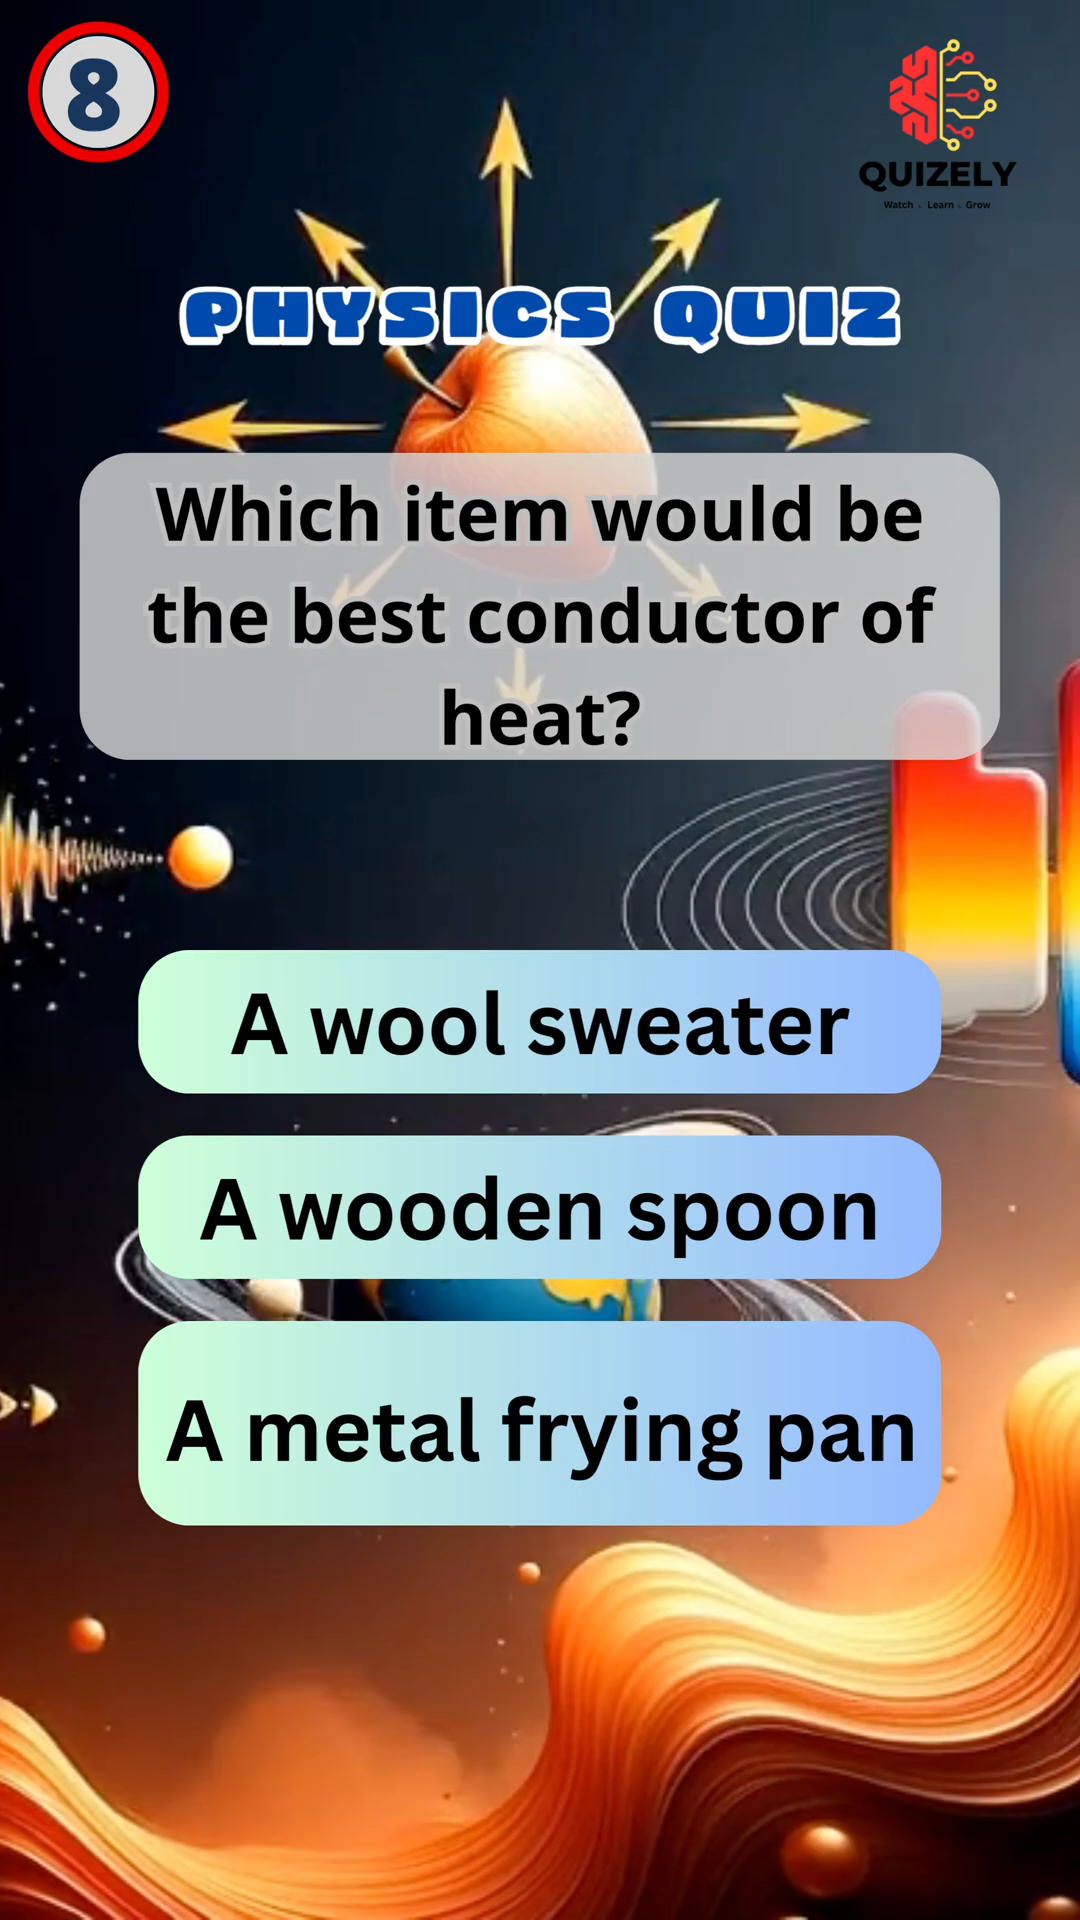 8
QUIZELY
Watch Learn Grow
PHYSICS QUIZ
Which item would be
the best conductor of
heat?
A wool sweater
A wooden spoon
A metal frying pan